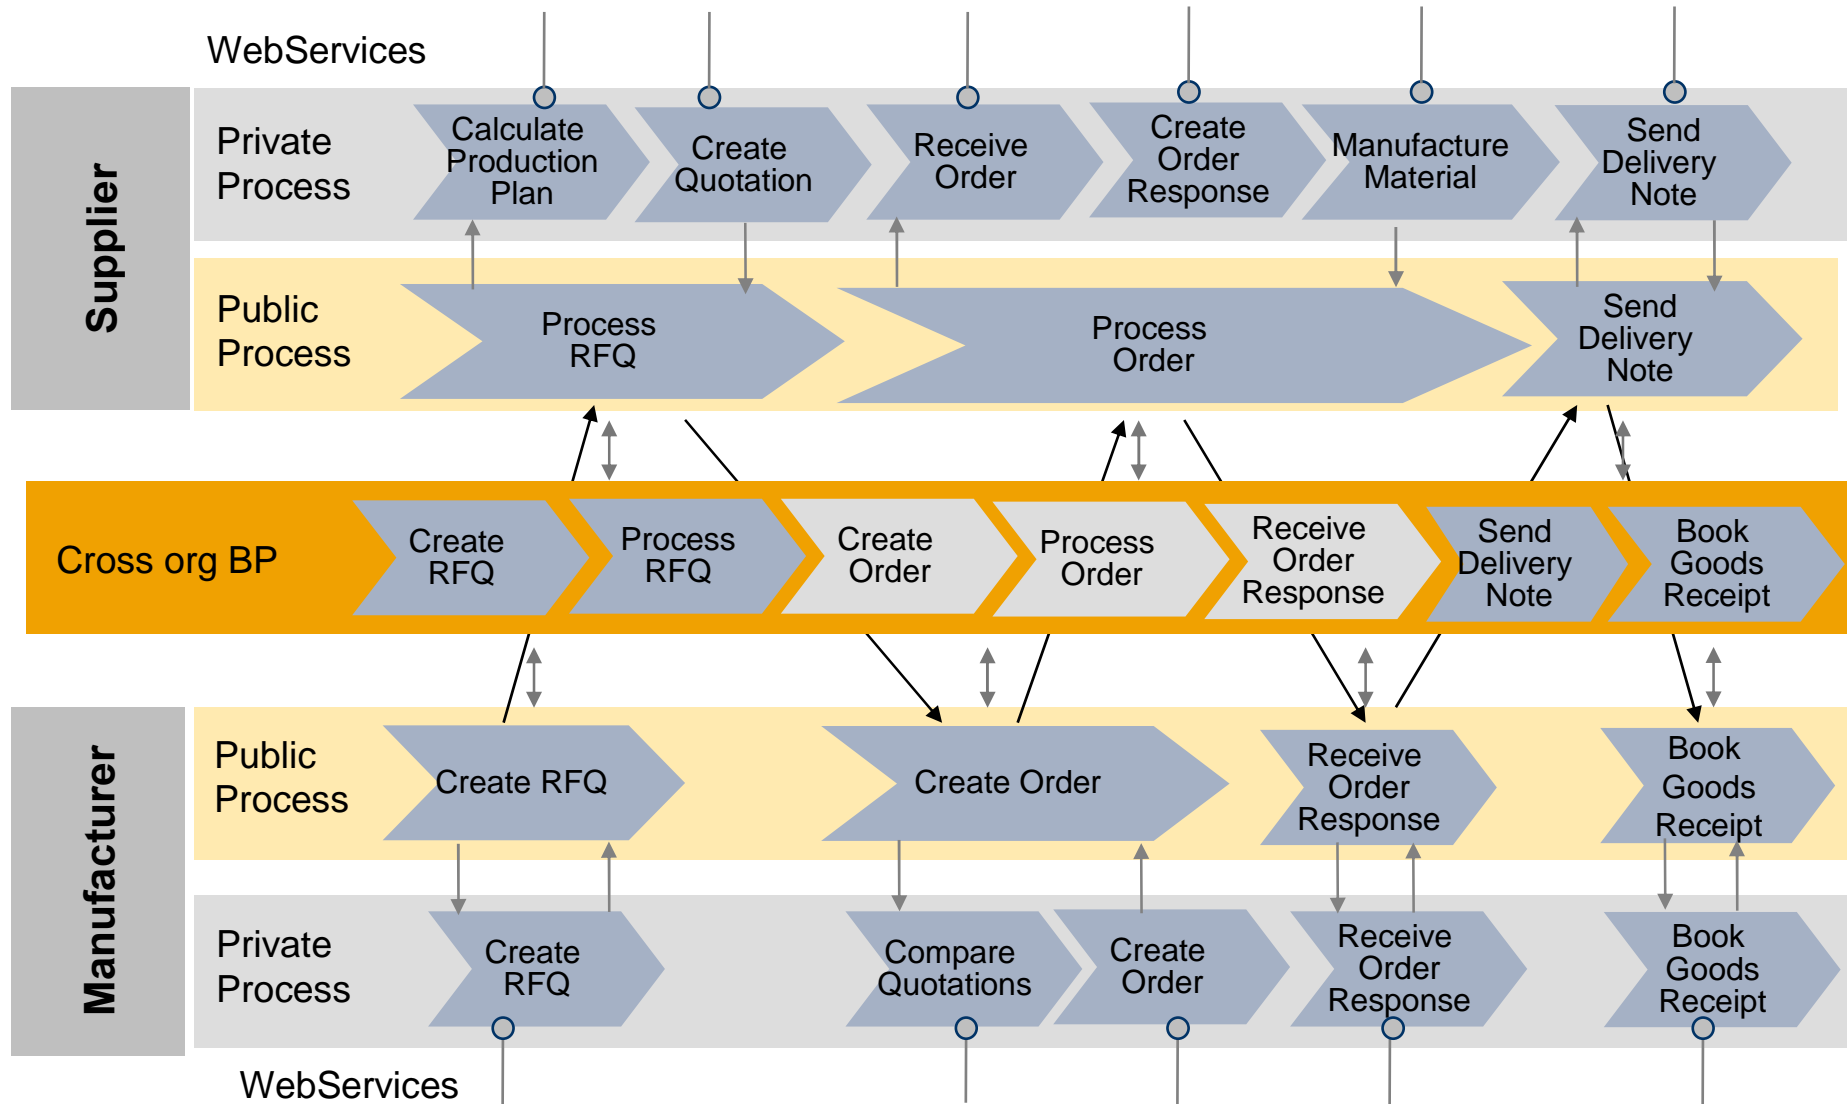 WebServices
Supplier
Private
Process
Calculate
Production
Plan
Create
Quotation
Receive
Order
Create
Order
Response
Manufacture
Material
Send
Delivery
Note
Public
Process
Process
RFQ
Process
Order
Send
Delivery
Note
Cross org BP
Create
RFQ
Process
RFQ
Create
Order
Process
Order
Receive
Order
Response
Send
Delivery
Note
Book
Goods
Receipt
Manufacturer
Public
Process
Create RFQ
Create Order
Receive
Order
Response
Book
Goods
Receipt
Private
Process
Create
RFQ
Compare
Quotations
Create
Order
Receive
Order
Response
Book
Goods
Receipt
WebServices